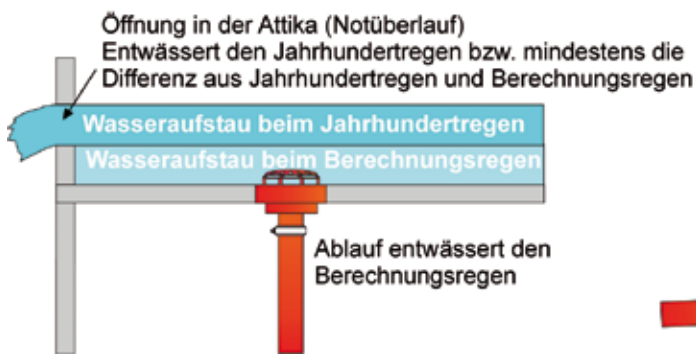 Öffnung in der Attika (Notüberlauf)
Entwässert den Jahrhundertregen bzw. mindestens die
Differenz aus Jahrhundertregen und Berechnungsregen
Wasseraufstau beim Jahrhundertregen
Wasseraufstau beim Berechnungsregen
Ablauf entwässert den
Berechnungsregen